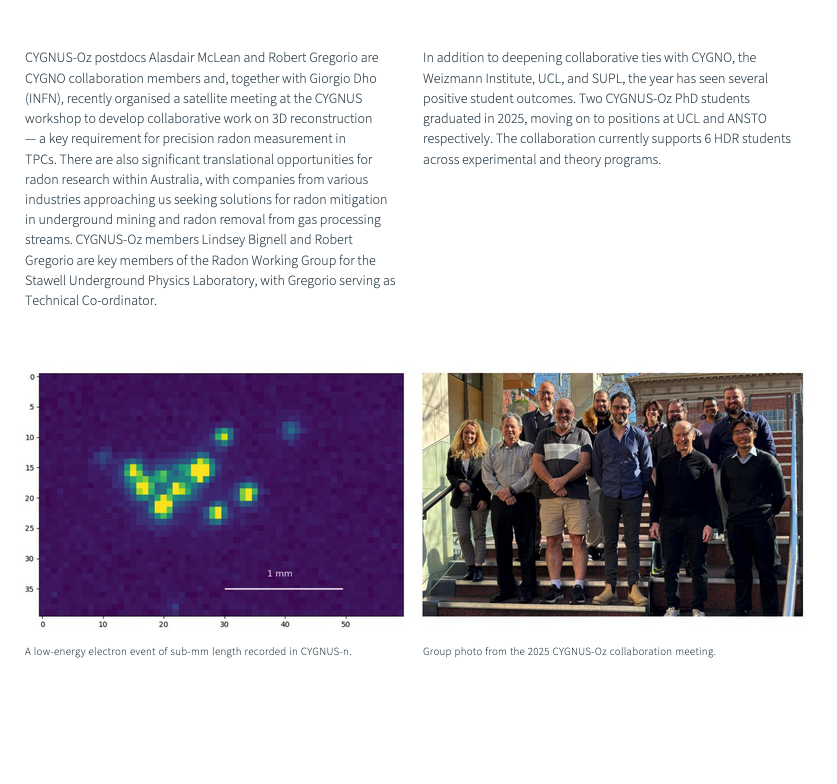 CYGNUS-Oz postdocs Alasdair McLean and Robert Gregorio are
CYGNO collaboration members and, together with Giorgio Dho
(INFN), recently organised a satellite meeting at the CYGNUS
workshop to develop collaborative work on 3D reconstruction
— a key requirement for precision radon measurement in
TPCs. There are also significant translational opportunities for
radon research within Australia, with companies from various
industries approaching us seeking solutions for radon mitigation
in underground mining and radon removal from gas processing
streams. CYGNUS-Oz members Lindsey Bignell and Robert
Gregorio are key members of the Radon Working Group for the
Stawell Underground Physics Laboratory, with Gregorio serving as
Technical Co-ordinator.
In addition to deepening collaborative ties with CYGNO, the
Weizmann Institute, UCL, and SUPL, the year has seen several
positive student outcomes. Two CYGNUS-Oz PhD students
graduated in 2025, moving on to positions at UCL and ANSTO
respectively. The collaboration currently supports 6 HDR students
across experimental and theory programs.
0
5
10
15
20
25
30
35
1 mm
0 10 20 30 40 50
A low-energy electron event of sub-mm length recorded in CYGNUS-n.
Group photo from the 2025 CYGNUS-Oz collaboration meeting.